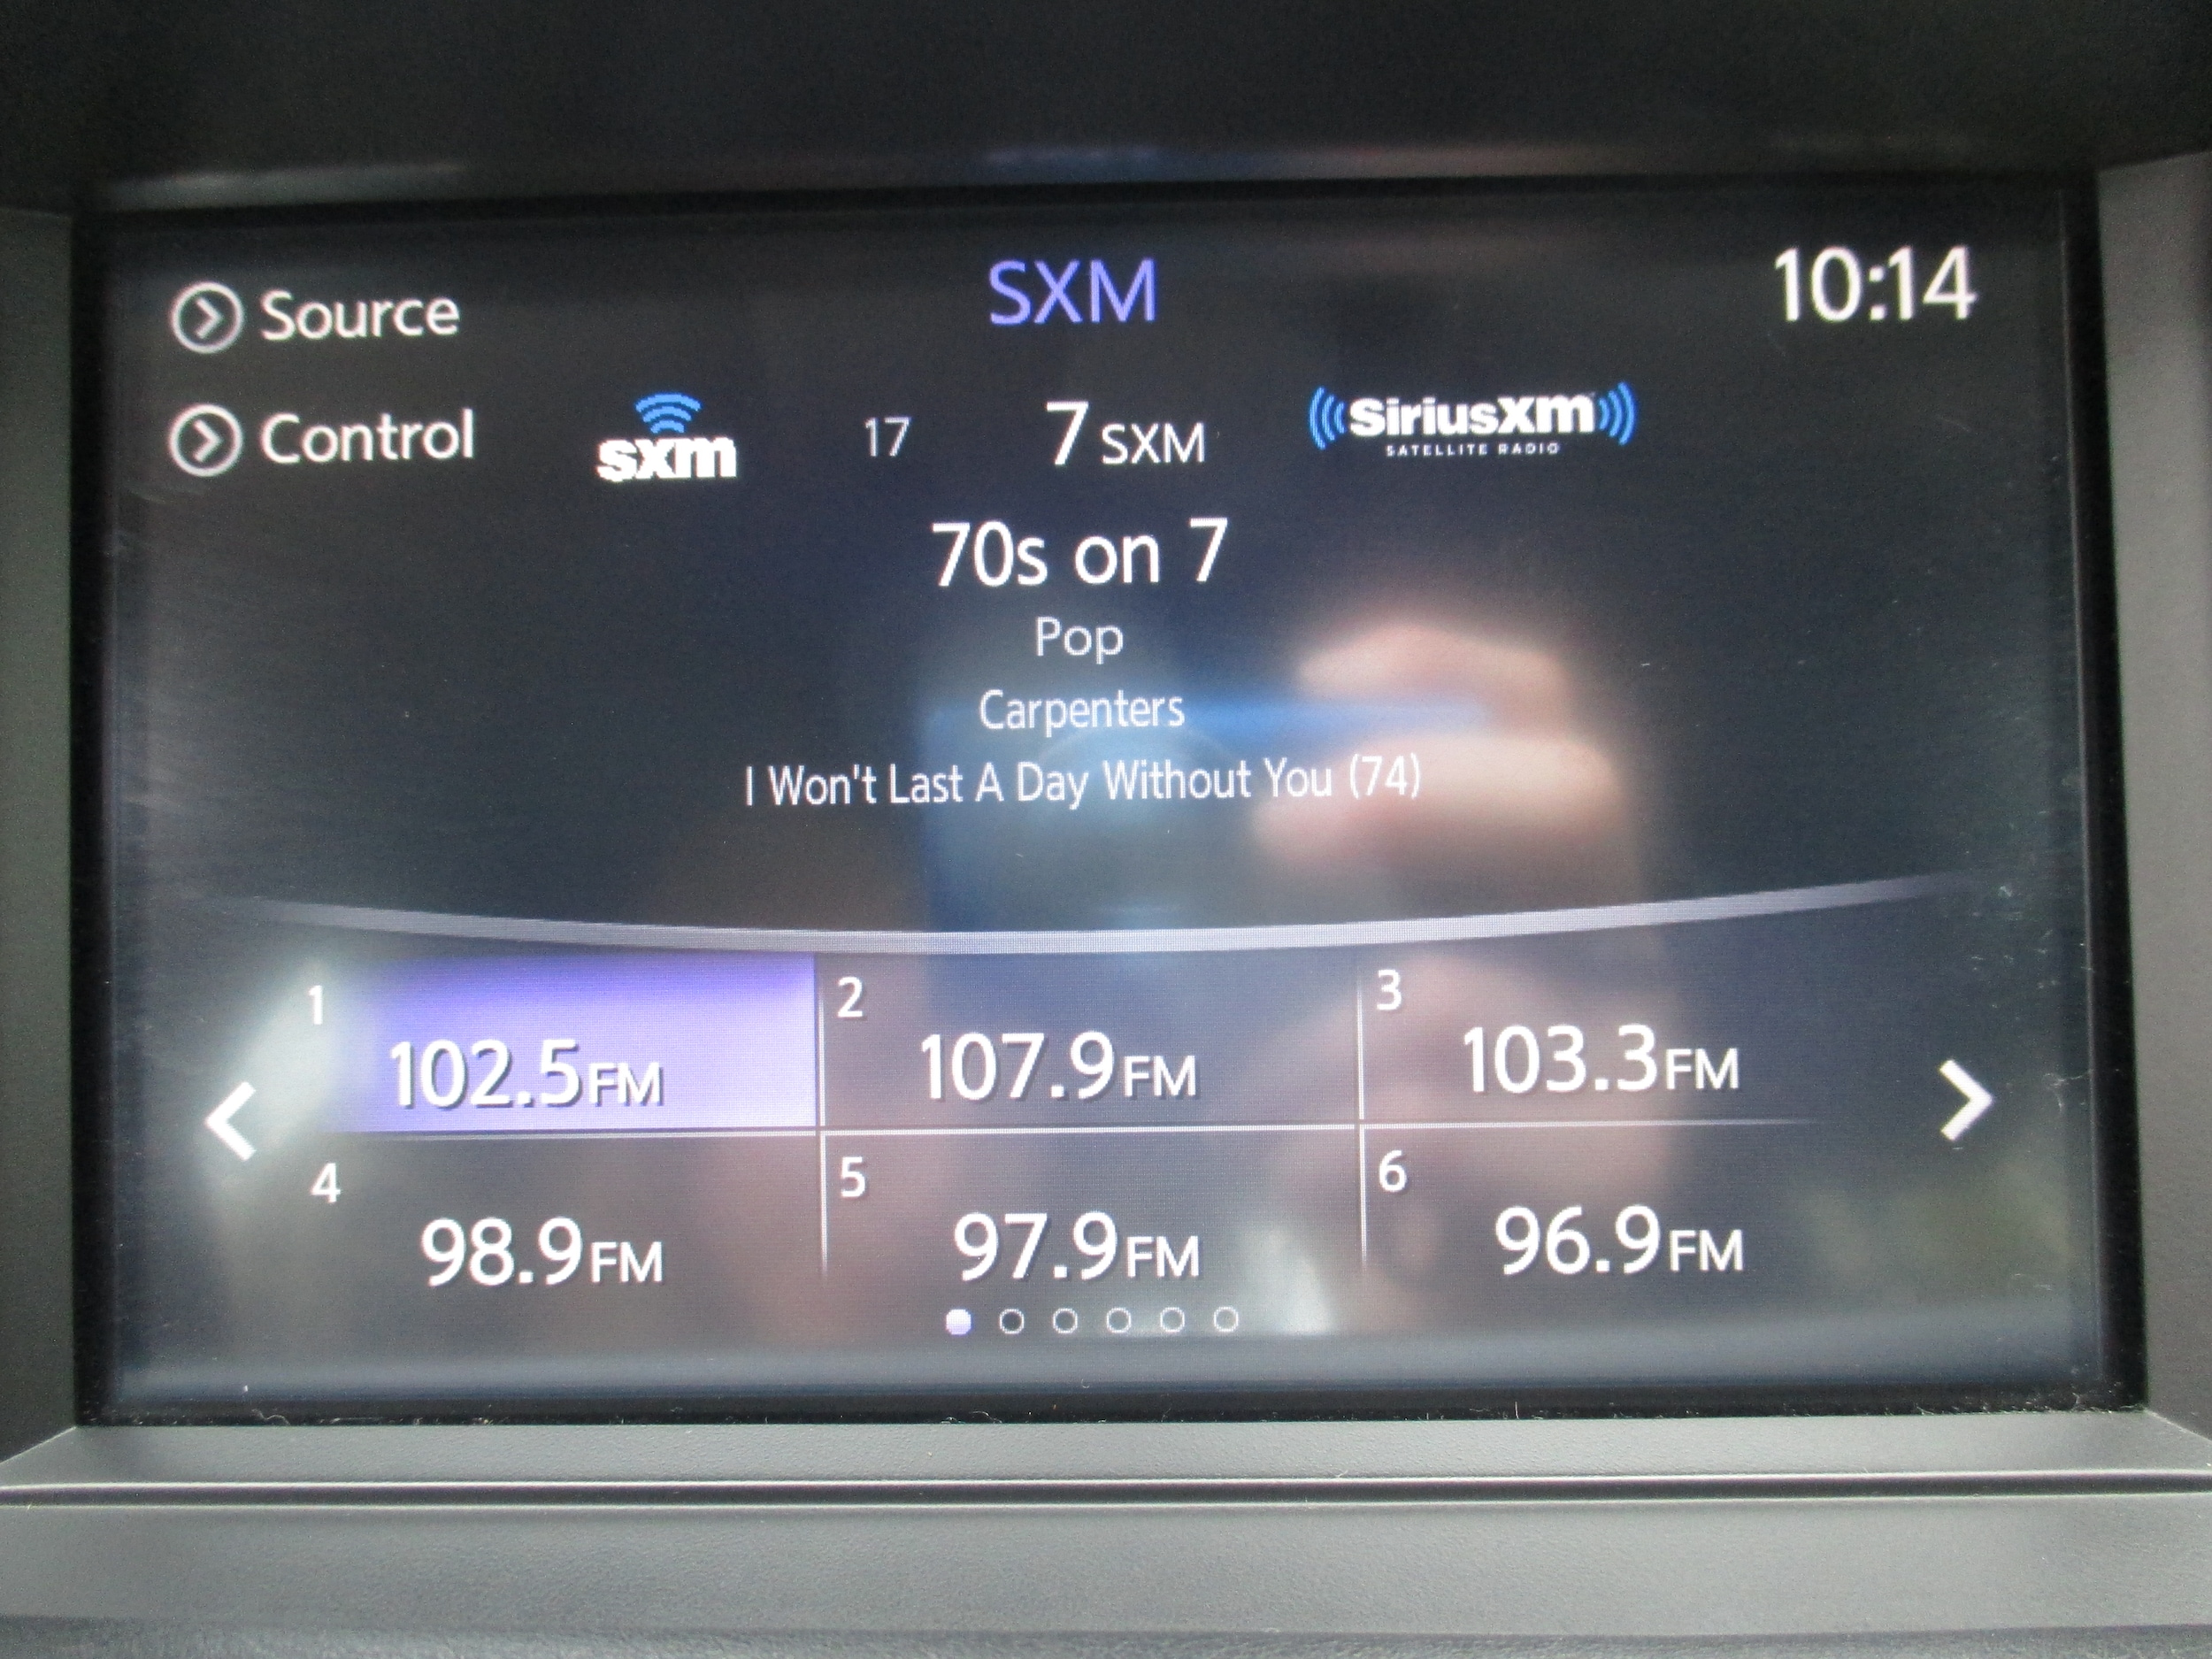 Source
SXM
10:14
Control
sxm
17
7 SXM
SiriusXM
SATELLITE RADIO
70s on 7
Pop
Carpenters
I Won't Last A Day Without You (74)
1
102.5FM
2
107.9FM
3
103.3FM
4
98.9FM
5
97.9FM
6
96.9FM